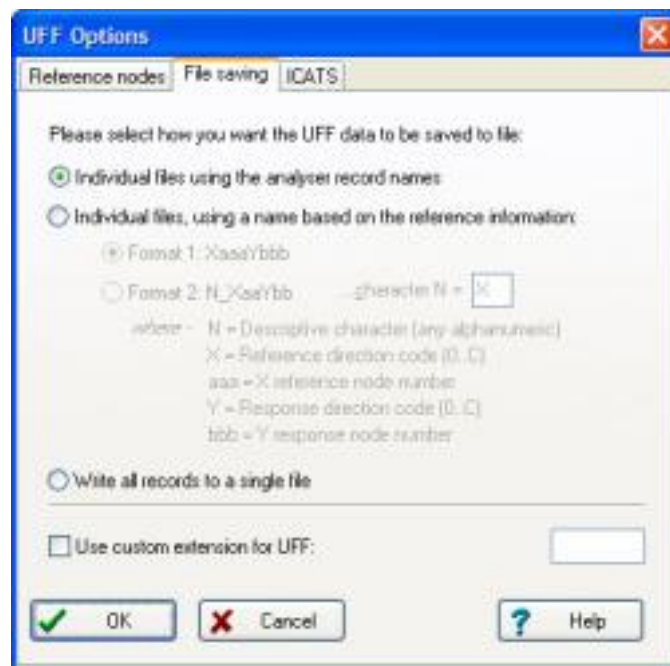 UFF Options
Reference nodes File saving ICATS
Please select how you want the UFF data to be saved to file:
Individual files using the analyser record names
Individual files, using a name based on the reference information:
Format 1: XaaaYbbb
Format 2: N_XaaYbb ...character N = X
where - N = Descriptive character (any alphanumeric)
X = Reference direction code (0..C)
aaa = X reference node number
Y = Response direction code (0..C)
bbb = Y response node number
Write all records to a single file
Use custom extension for UFF:
OK Cancel Help